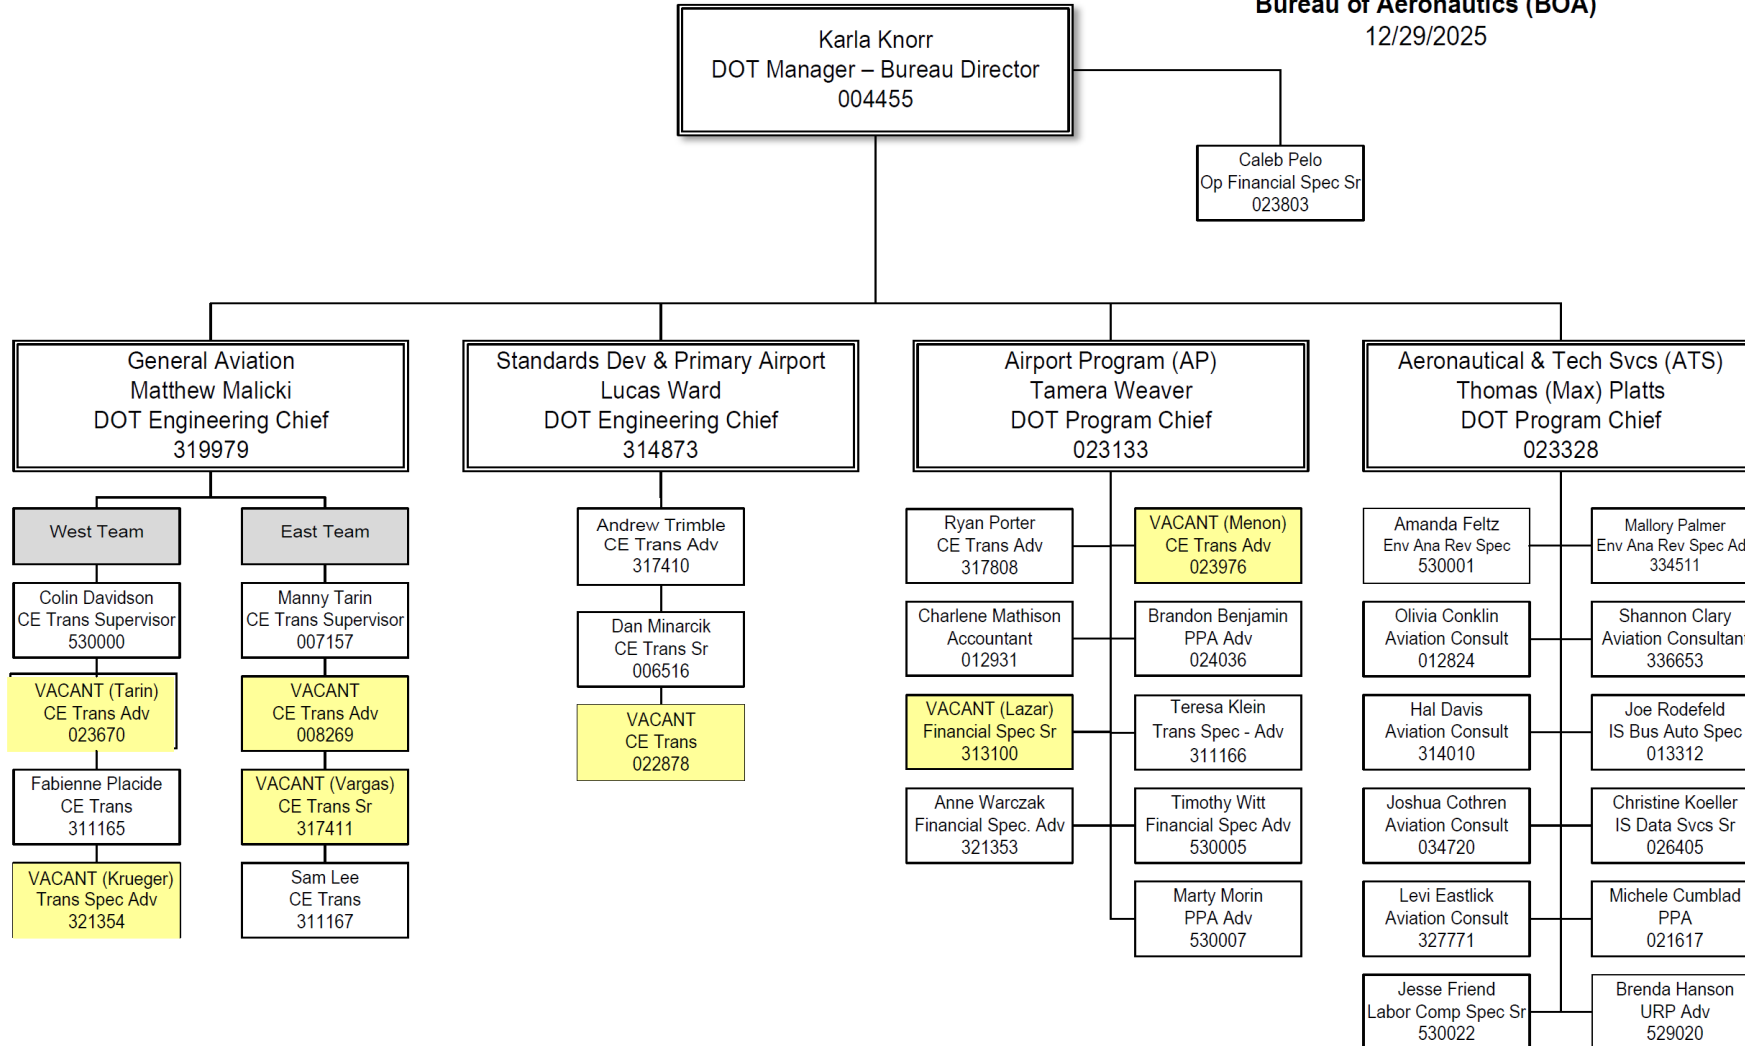 Bureau of Aeronautics (BOA)
12/29/2025
Karla Knorr
DOT Manager – Bureau Director
004455
Caleb Pelo
Op Financial Spec Sr
023803
General Aviation
Matthew Malicki
DOT Engineering Chief
319979
Standards Dev & Primary Airport
Lucas Ward
DOT Engineering Chief
314873
Airport Program (AP)
Tamera Weaver
DOT Program Chief
023133
Aeronautical & Tech Svcs (ATS)
Thomas (Max) Platts
DOT Program Chief
023328
West Team
Colin Davidson
CE Trans Supervisor
530000
VACANT (Tarin)
CE Trans Adv
023670
Fabienne Placide
CE Trans
311165
VACANT (Krueger)
Trans Spec Adv
321354
East Team
Manny Tarin
CE Trans Supervisor
007157
VACANT
CE Trans Adv
008269
VACANT (Vargas)
CE Trans Sr
317411
Sam Lee
CE Trans
311167
Andrew Trimble
CE Trans Adv
317410
Dan Minarcik
CE Trans Sr
006516
VACANT
CE Trans
022878
Ryan Porter
CE Trans Adv
317808
VACANT (Menon)
CE Trans Adv
023976
Charlene Mathison
Accountant
012931
Brandon Benjamin
PPA Adv
024036
VACANT (Lazar)
Financial Spec Sr
313100
Teresa Klein
Trans Spec - Adv
311166
Anne Warczak
Financial Spec. Adv
321353
Timothy Witt
Financial Spec Adv
530005
Marty Morin
PPA Adv
530007
Amanda Feltz
Env Ana Rev Spec
530001
Mallory Palmer
Env Ana Rev Spec Ad
334511
Olivia Conklin
Aviation Consult
012824
Shannon Clary
Aviation Consultant
336653
Hal Davis
Aviation Consult
314010
Joe Rodefeld
IS Bus Auto Spec
013312
Joshua Cothren
Aviation Consult
034720
Christine Koeller
IS Data Svcs Sr
026405
Levi Eastlick
Aviation Consult
327771
Michele Cumblad
PPA
021617
Jesse Friend
Labor Comp Spec Sr
530022
Brenda Hanson
URP Adv
529020